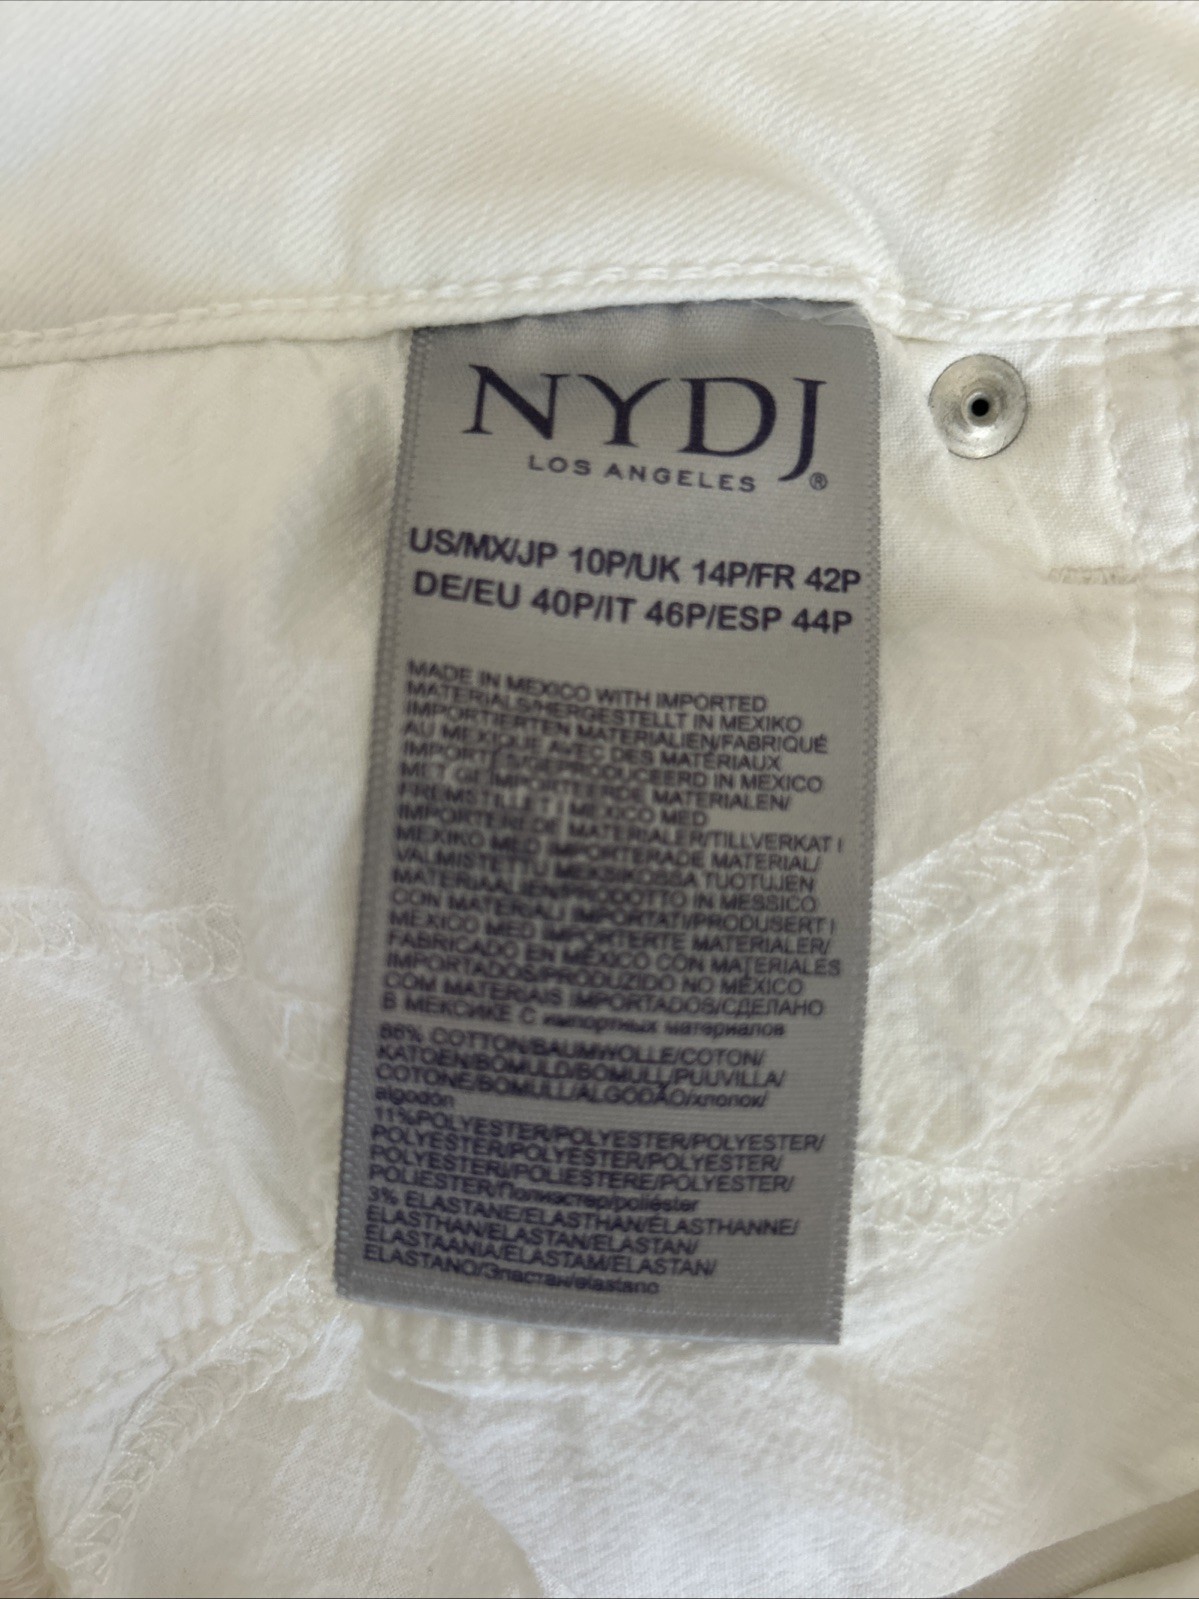 NYDJ
LOS ANGELES ®
US/MX/JP 10P/UK 14P/FR 42P
DE/EU 40P/IT 46P/ESP 44P
MADE IN MEXICO WITH IMPORTED
MATERIALS/HERGESTELLT IN MEXIKO
IMPORTIERTEN MATERIALIEN/FABRIQUÉ
AU MEXIQUE AVEC DES MATÉRIAUX
IMPORTÉS/GEPRODUCEERD IN MEXICO
MET GEIMPORTEERDE MATERIALEN/
FREMSTILLET I MEXICO MED
IMPORTEREDE MATERIALER/TILLVERKAT I
MEXIKO MED IMPORTERADE MATERIAL/
VALMISTETTU MEKSIKOSSA TUOTUJEN
MATERIAALIEN/PRODOTTO IN MESSICO
CON MATERIALI IMPORTATI/PRODUSERT I
MEXICO MED IMPORTERTE MATERIALER/
FABRICADO EN MÉXICO CON MATERIALES
IMPORTADOS/PRODUZIDO NO MÉXICO
COM MATERIAIS IMPORTADOS/СДЕЛАНО
В МЕКСИКЕ С импортных материалов
86% COTTON/BAUMWOLLE/COTON/
KATOEN/BOMULD/BOMULL/PUUVILLA/
COTONE/BOMULL/ALGODÃO/хлопок/
algodón
11%POLYESTER/POLYESTER/POLYESTER/
POLYESTER/POLYESTER/POLYESTER/
POLYESTERI/POLIESTERE/POLYESTER/
POLIÉSTER/Полиэстер/poliéster
3% ELASTANE/ELASTHAN/ÉLASTHANNE/
ELASTHAN/ELASTAN/ELASTAN/
ELASTAANIA/ELASTAM/ELASTAN/
ELASTANO/Эластан/elastano